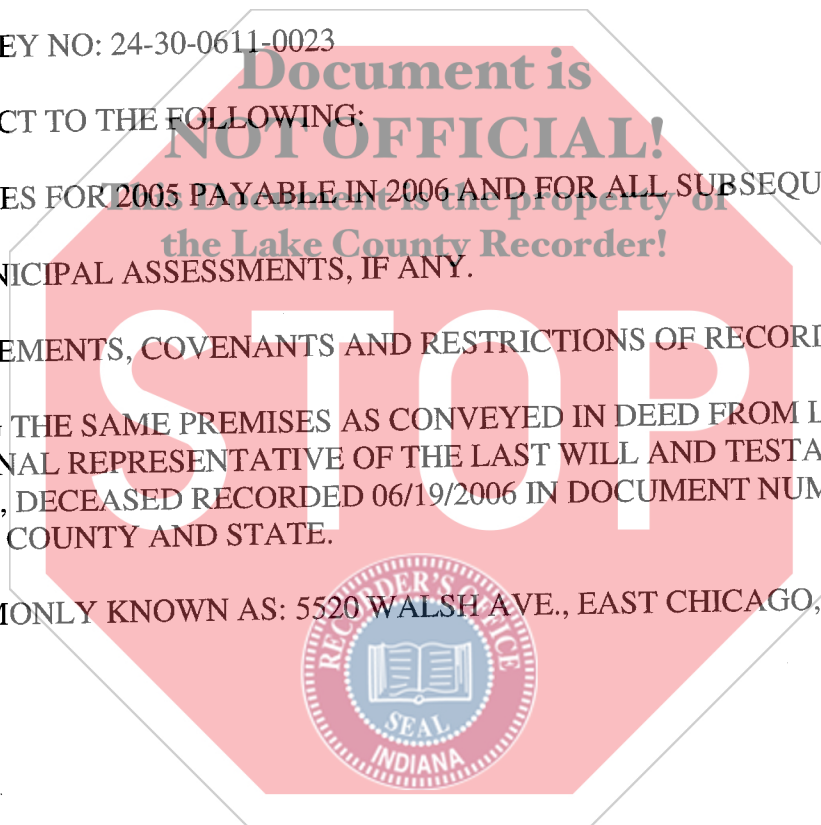 EY NO: 24-30-0611-0023
Document is
CT TO THE FOLLOWING:
NOT OFFICIAL!
ES FOR 2005 PAYABLE IN 2006 AND FOR ALL SUBSEQU
This Document is the property of
the Lake County Recorder!
NICIPAL ASSESSMENTS, IF ANY.
STOP
EMENTS, COVENANTS AND RESTRICTIONS OF RECORD
G THE SAME PREMISES AS CONVEYED IN DEED FROM L
NAL REPRESENTATIVE OF THE LAST WILL AND TESTA
, DECEASED RECORDED 06/19/2006 IN DOCUMENT NUM
COUNTY AND STATE.
MONLY KNOWN AS: 5520 WALSH AVE., EAST CHICAGO,
RECORDER'S OFFICE
SEAL
INDIANA